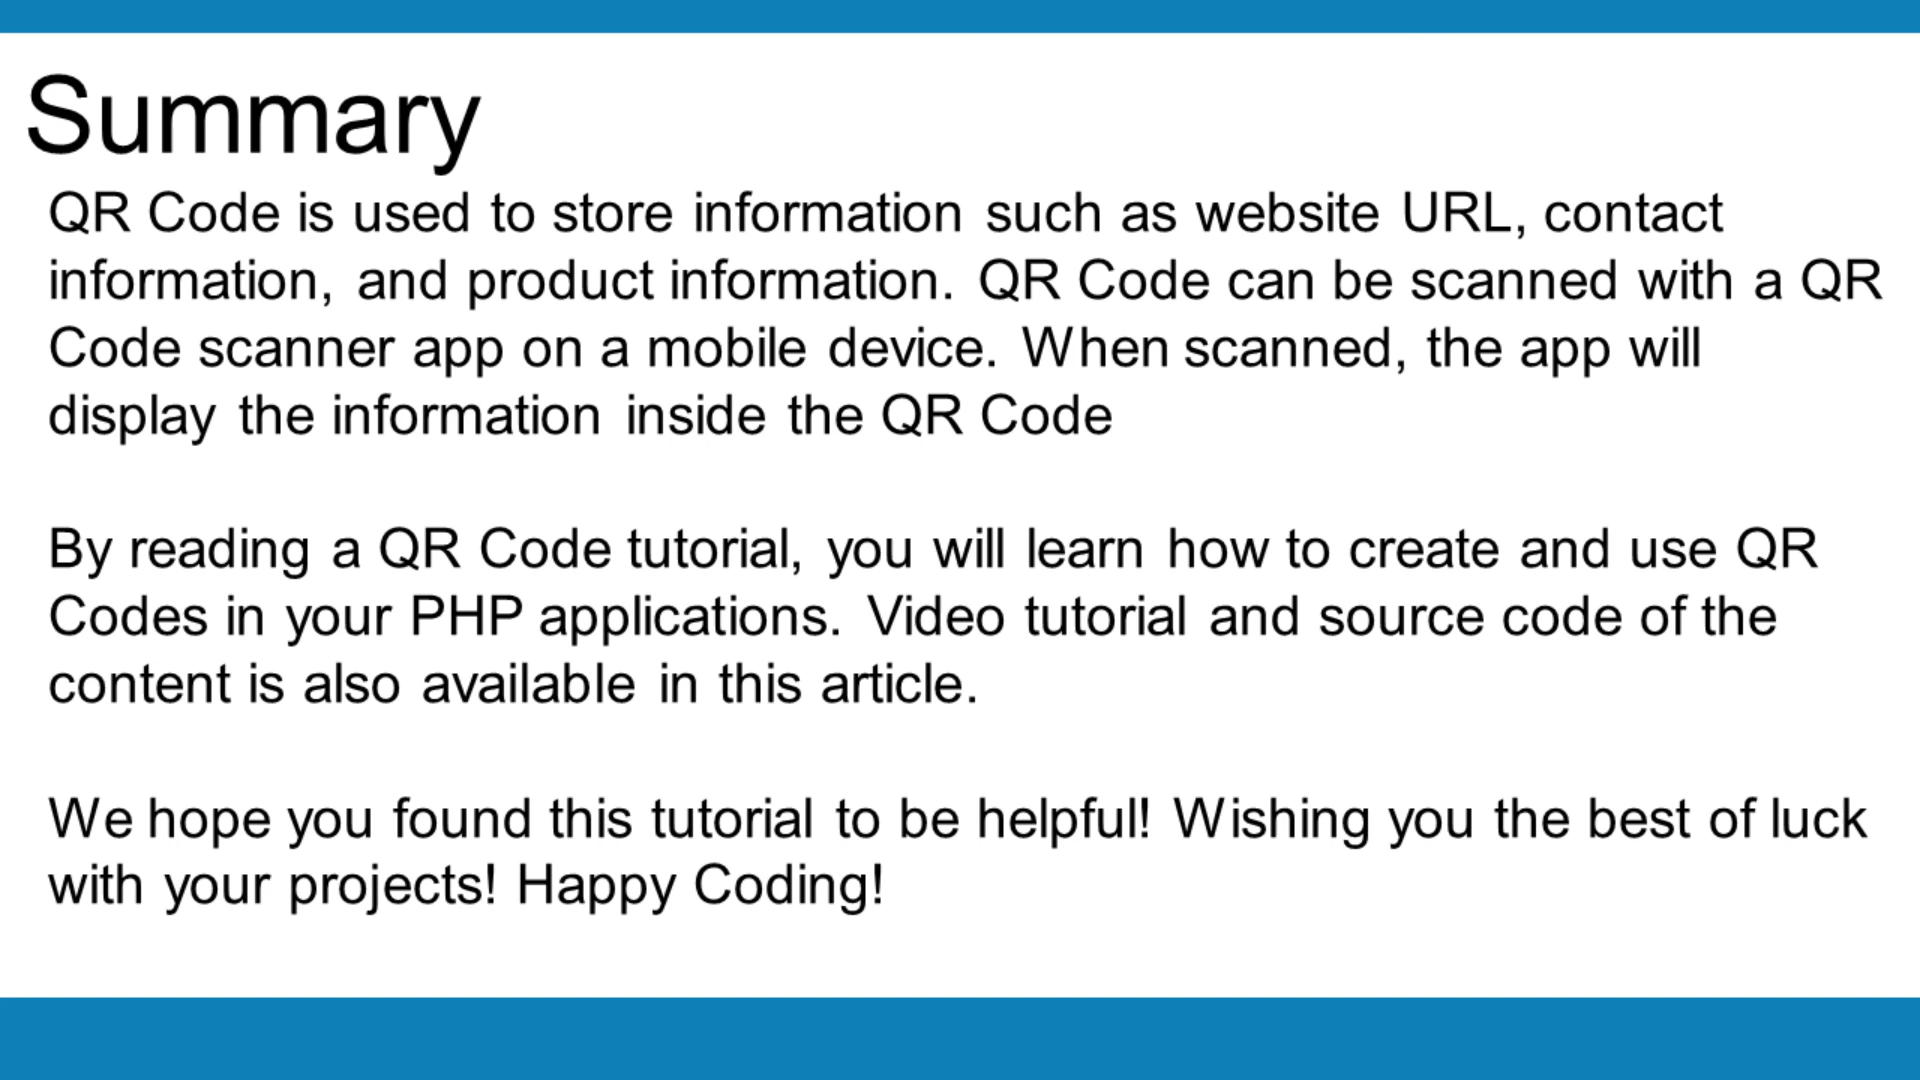 Summary
QR Code is used to store information such as website URL, contact
information, and product information. QR Code can be scanned with a QR
Code scanner app on a mobile device. When scanned, the app will
display the information inside the QR Code
By reading a QR Code tutorial, you will learn how to create and use QR
Codes in your PHP applications. Video tutorial and source code of the
content is also available in this article.
We hope you found this tutorial to be helpful! Wishing you the best of luck
with your projects! Happy Coding!